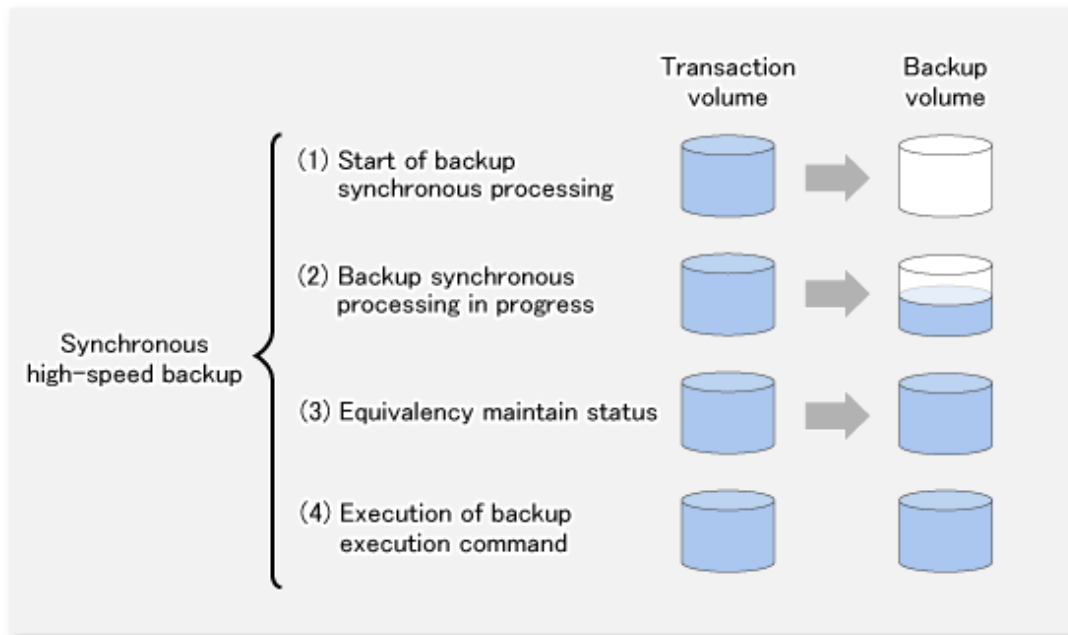 Transaction
volume
Backup
volume
(1) Start of backup
synchronous processing
(2) Backup synchronous
processing in progress
Synchronous
high-speed backup
(3) Equivalency maintain status
(4) Execution of backup
execution command